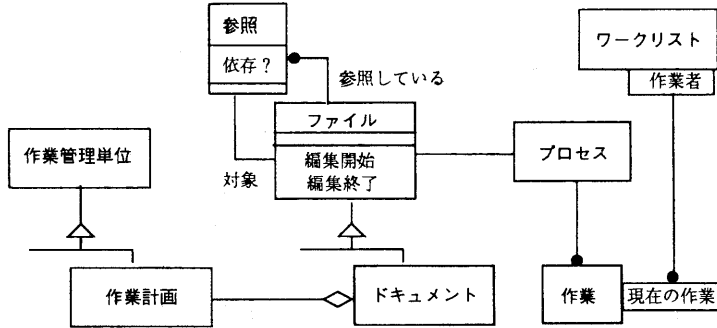 参照
依存？
参照している
ワークリスト
作業者
ファイル
編集開始
編集終了
対象
作業管理単位
プロセス
作業計画
ドキュメント
作業
現在の作業